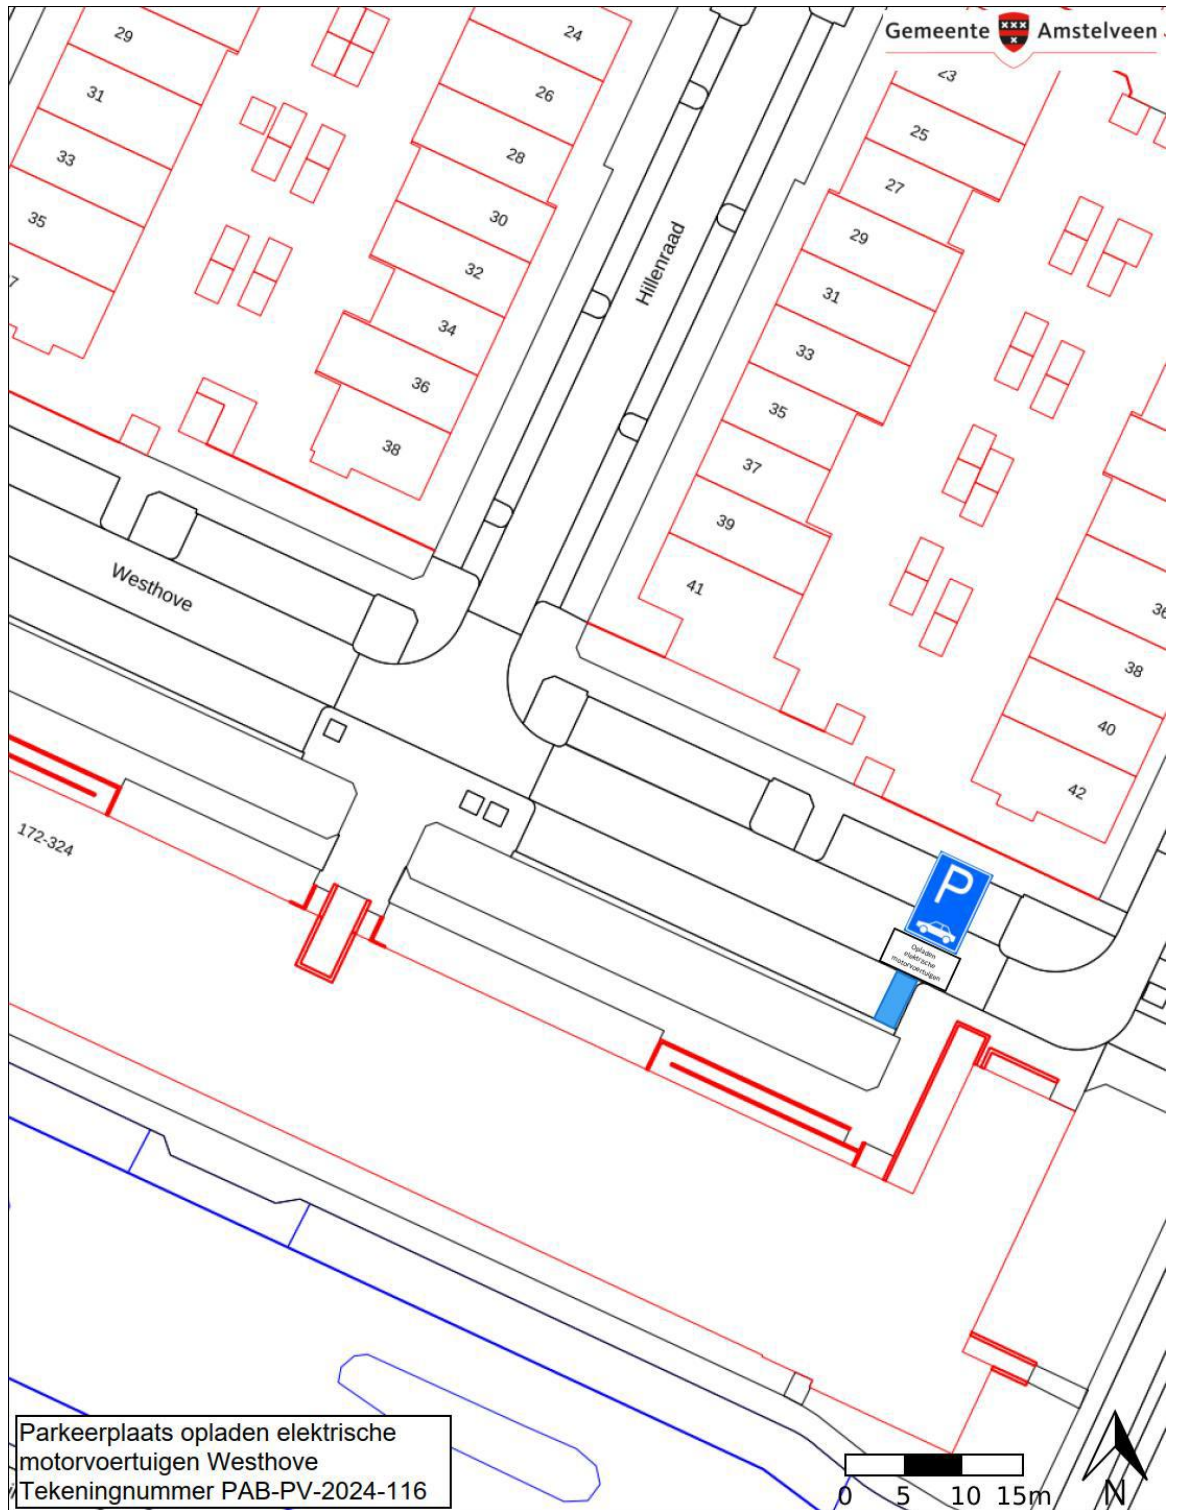 Gemeente Amstelveen
29
31
33
35
24
26
28
30
32
34
36
38
Hillenraad
25
27
29
31
33
35
37
39
41
38
40
42
Westhove
172-324
P
Opladen
elektrische
motorvoertuigen
Parkeerplaats opladen elektrische
motorvoertuigen Westhove
Tekeningnummer PAB-PV-2024-116
0 5 10 15m
N